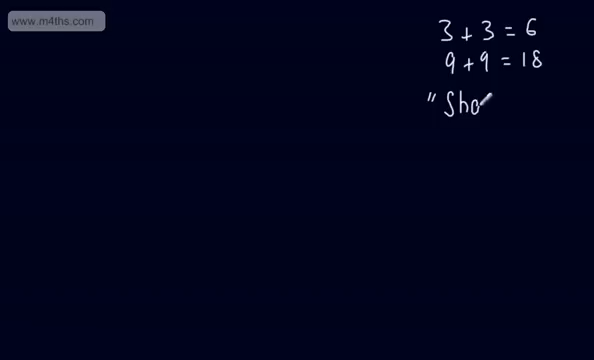 www.m4ths.com
3 + 3 = 6
9 + 9 = 18
" Sho